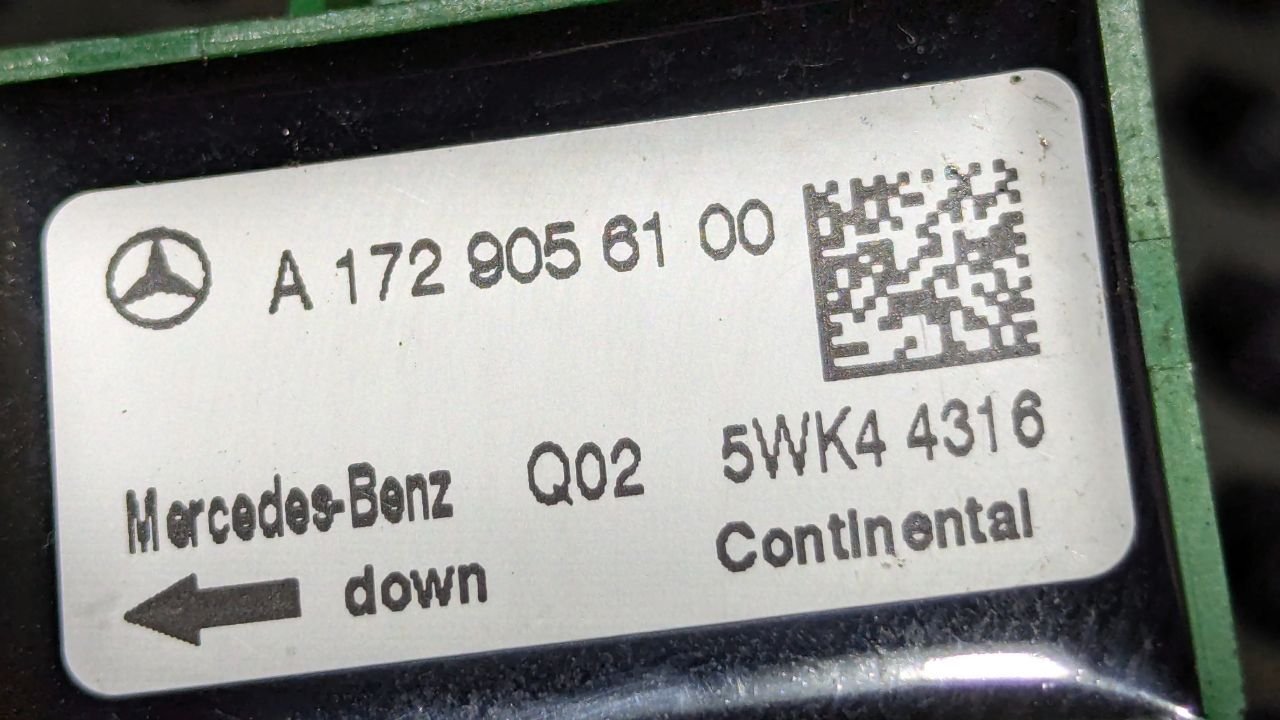 A 172 905 61 00
Mercedes-Benz Q02 5WK4 4316
down Continental